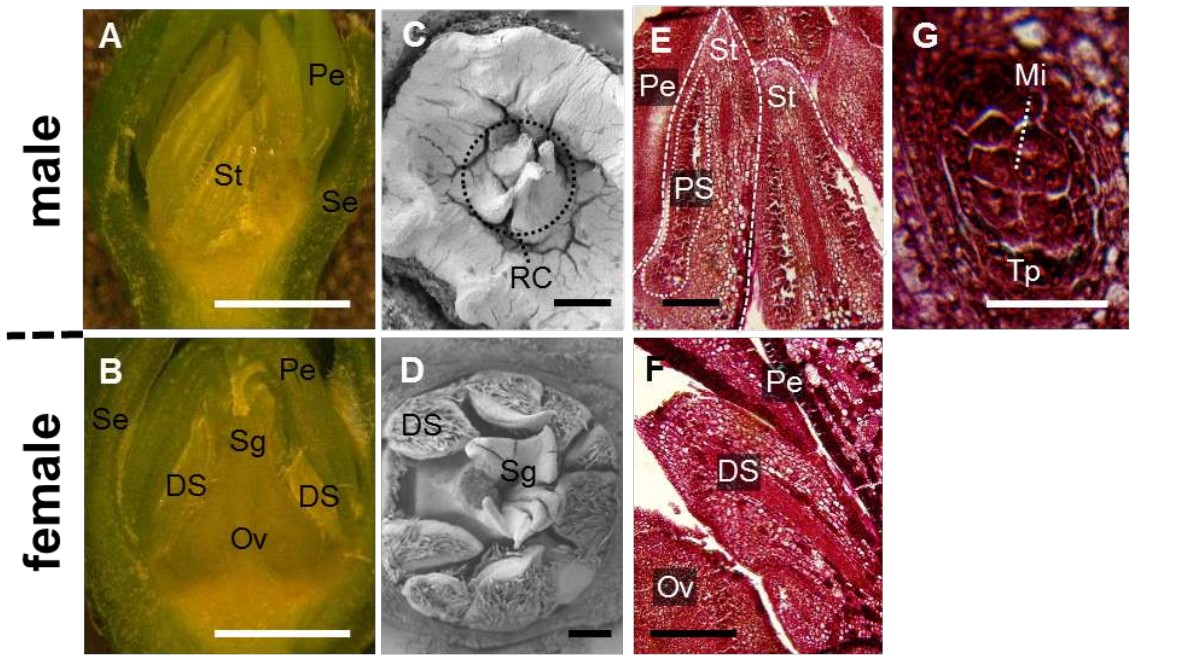 male
A
Pe
St
Se
C
RC
E
St
Pe
St
PS
G
Mi
Tp
female
B
Pe
Se
Sg
DS
DS
Ov
D
DS
Sg
F
Pe
DS
Ov